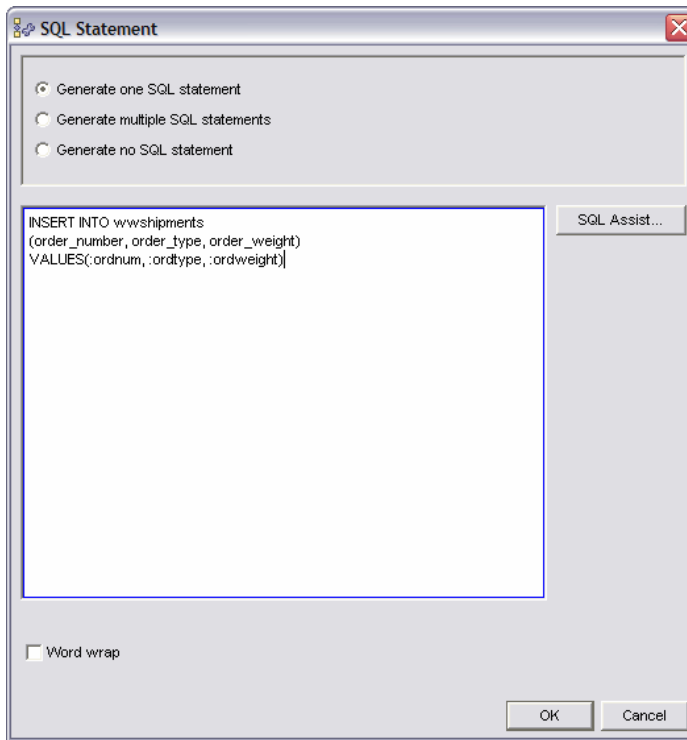 SQL Statement
Generate one SQL statement
Generate multiple SQL statements
Generate no SQL statement
INSERT INTO wwshipments
(order_number, order_type, order_weight)
VALUES(:ordnum, :ordtype, :ordweight)
SQL Assist...
Word wrap
OK
Cancel